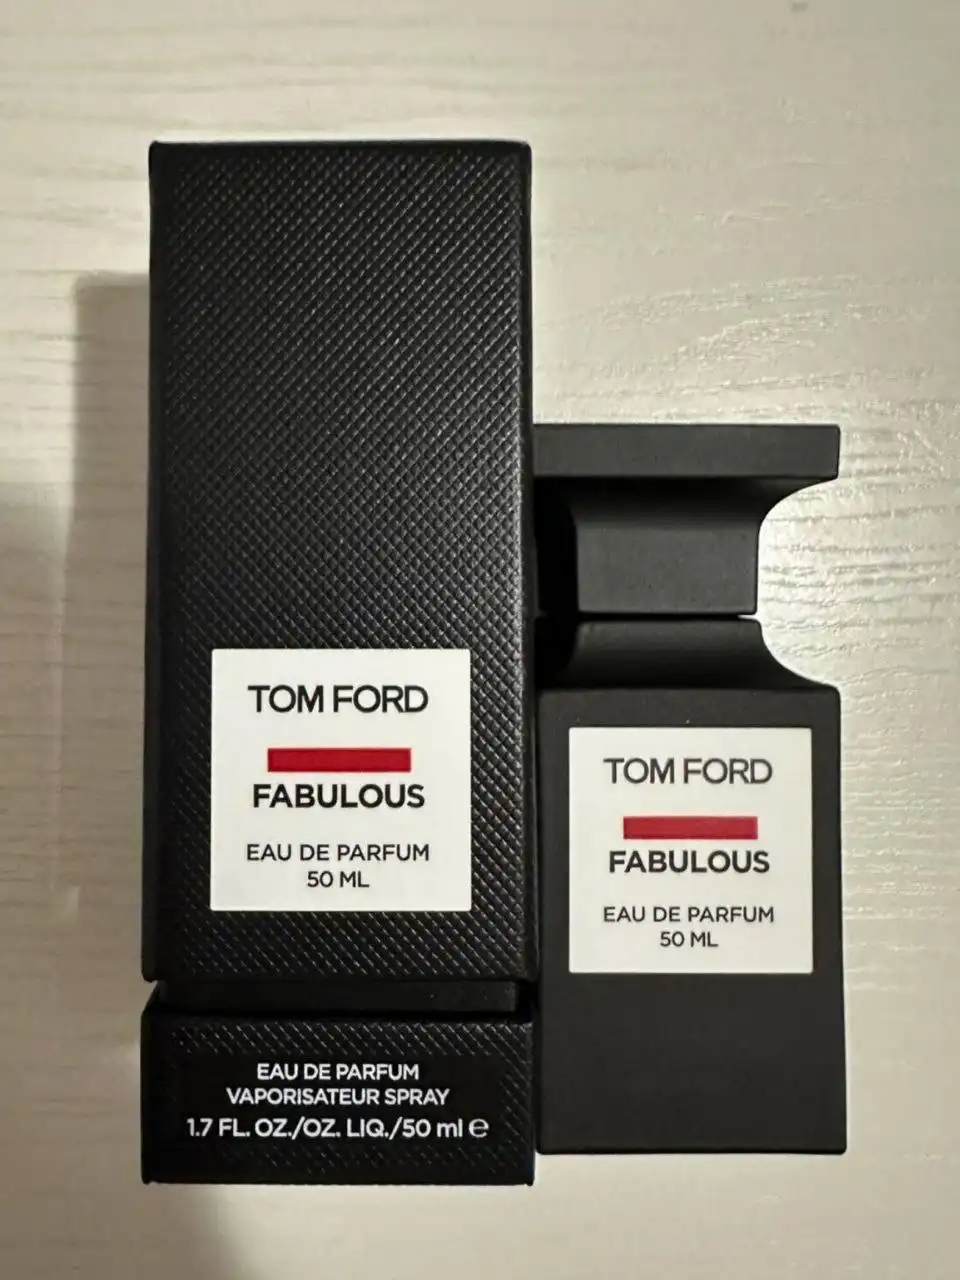 TOM FORD
FABULOUS
EAU DE PARFUM
50 ML
EAU DE PARFUM
VAPORISATEUR SPRAY
1.7 FL. OZ./OZ. LIQ./50 ml ℮
TOM FORD
FABULOUS
EAU DE PARFUM
50 ML